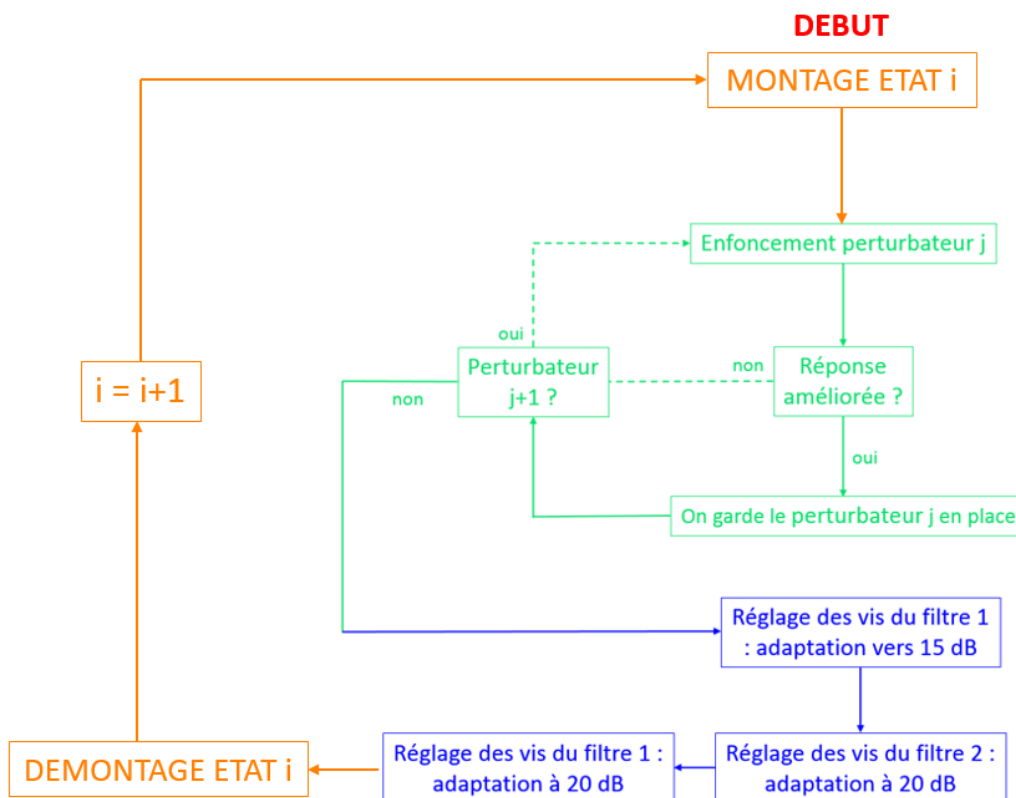 DEBUT
MONTAGE ETAT i
Enfoncement perturbateur j
oui
Perturbateur
j+1 ?
non
non
Réponse
améliorée ?
i = i+1
oui
On garde le perturbateur j en place
Réglage des vis du filtre 1
: adaptation vers 15 dB
Réglage des vis du filtre 2 :
adaptation à 20 dB
Réglage des vis du filtre 1 :
adaptation à 20 dB
DEMONTAGE ETAT i